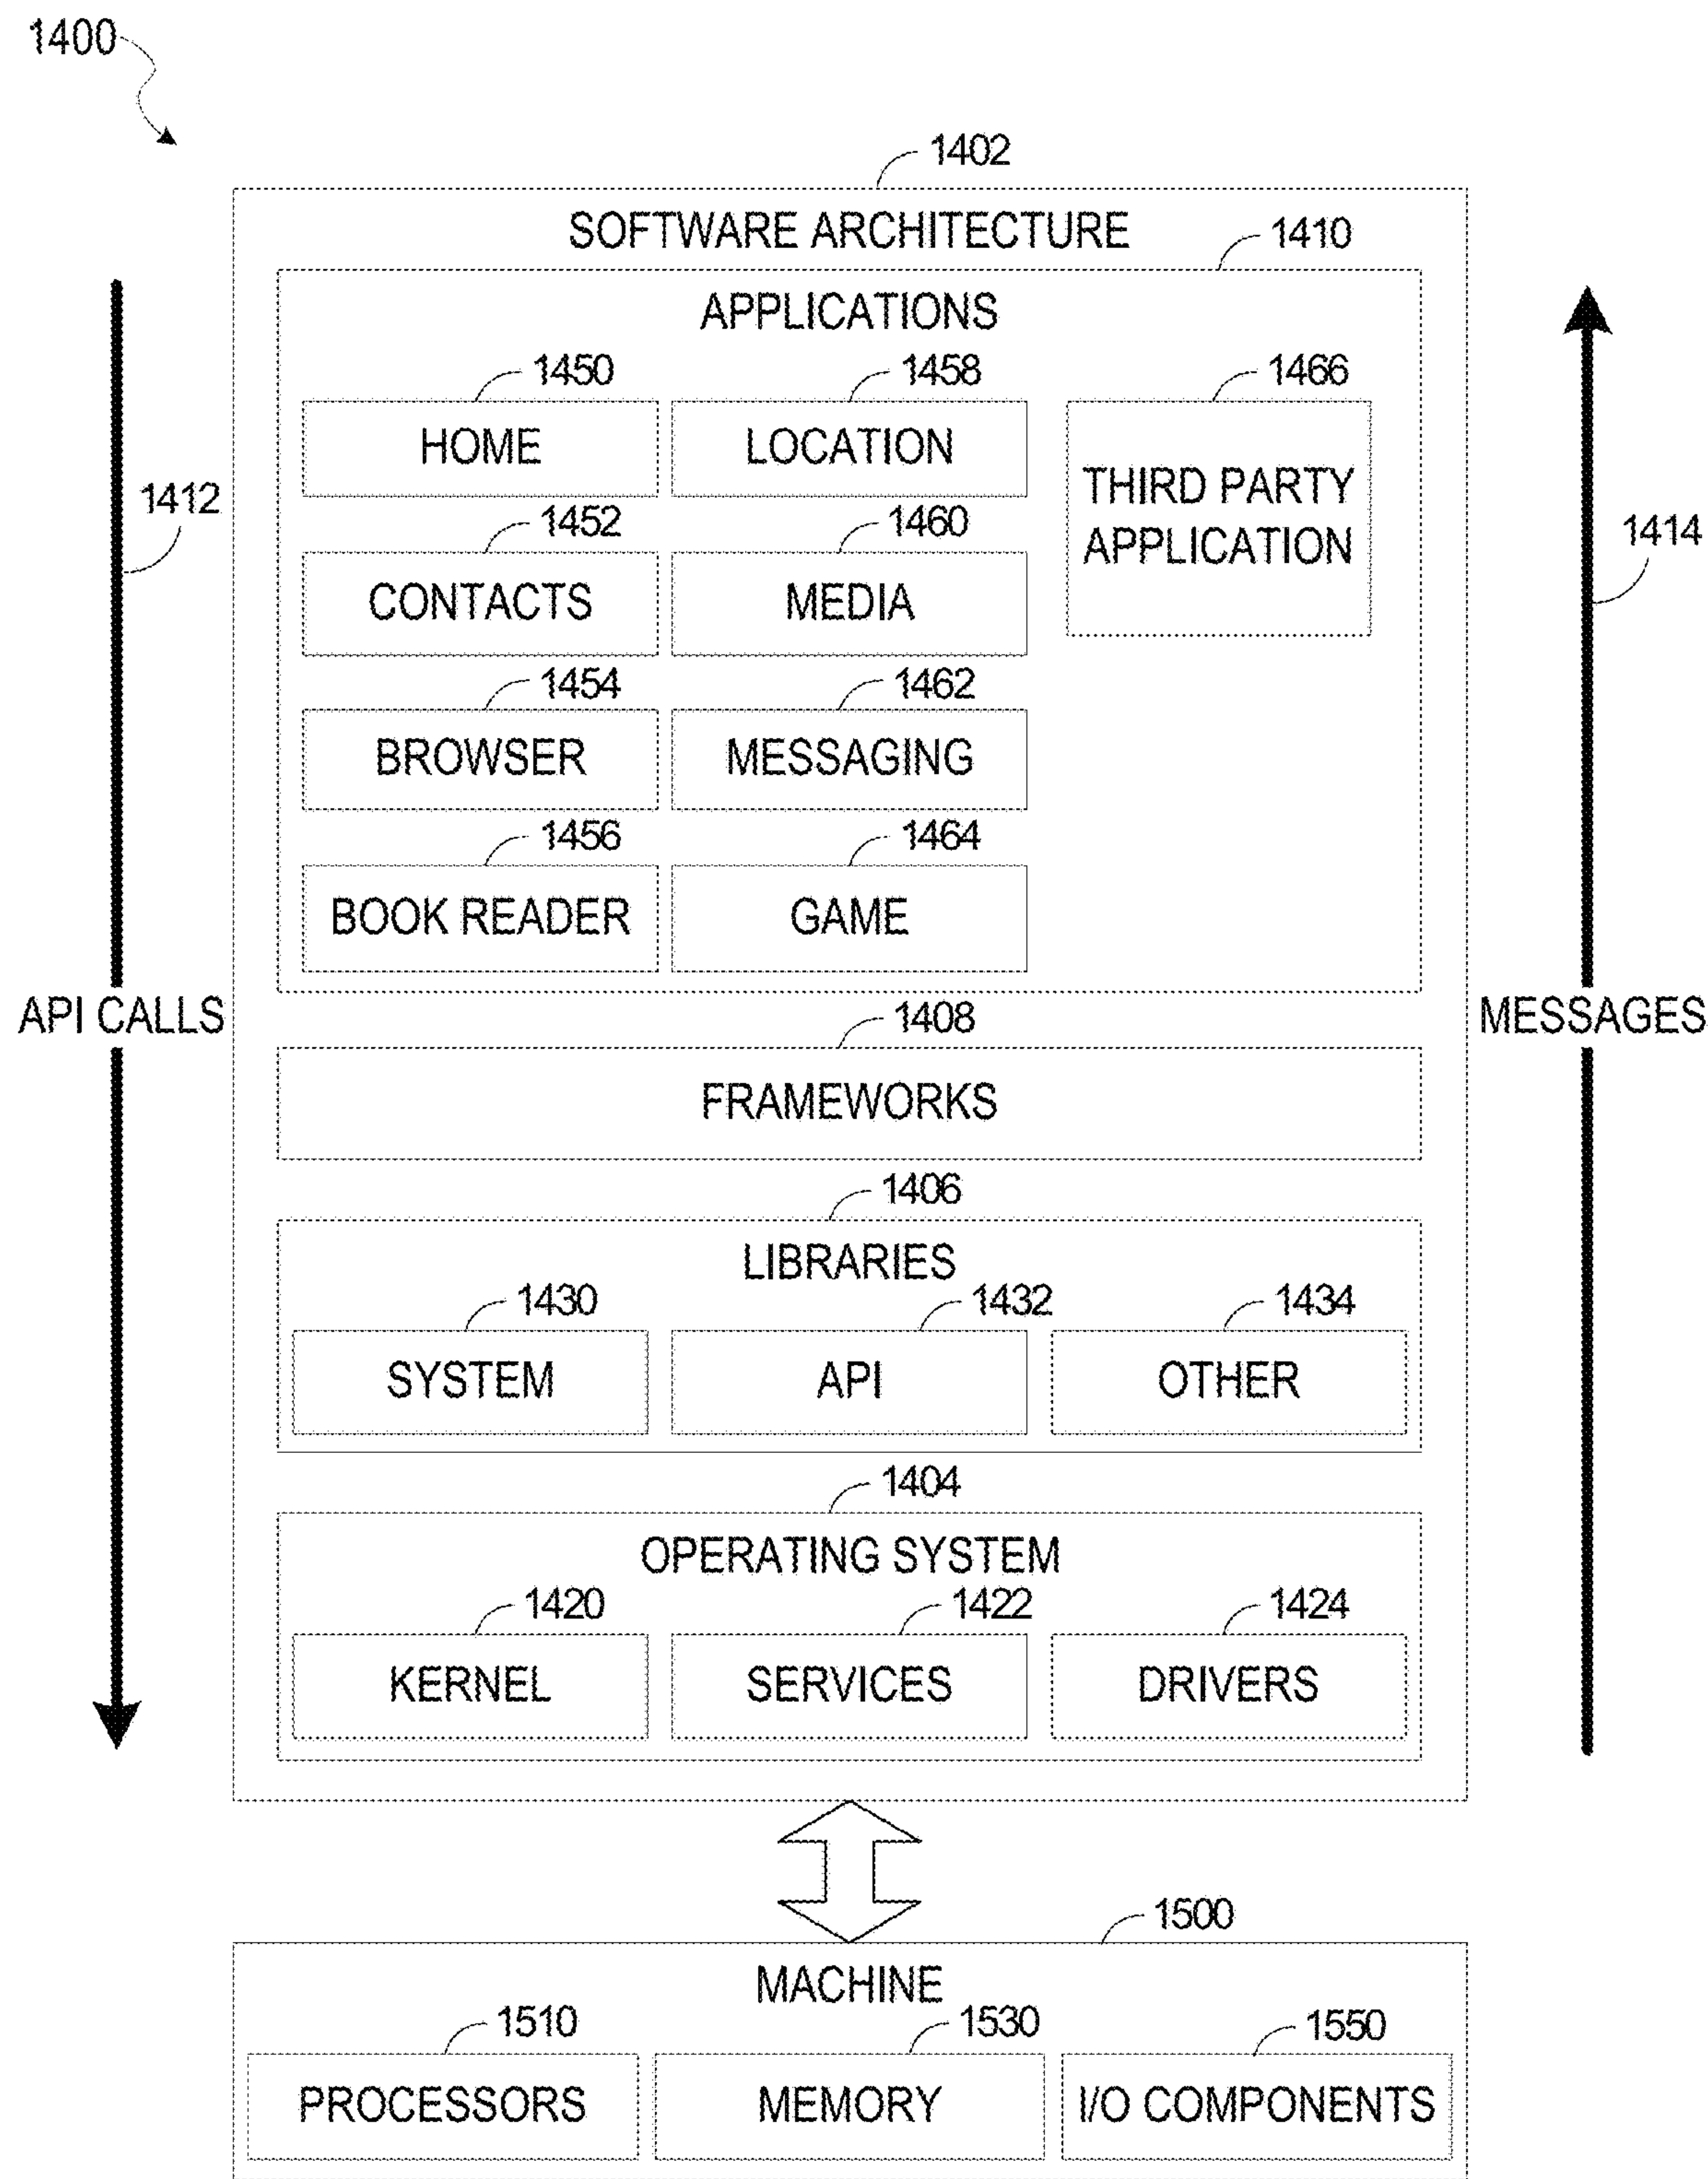 1400
1402
SOFTWARE ARCHITECTURE
1410
APPLICATIONS
1450
1458
1466
HOME
LOCATION
THIRD PARTY
APPLICATION
1412
1414
1452
1460
CONTACTS
MEDIA
1454
1462
BROWSER
MESSAGING
1456
1464
BOOK READER
GAME
API CALLS
MESSAGES
1408
FRAMEWORKS
1406
LIBRARIES
1430
1432
1434
SYSTEM
API
OTHER
1404
OPERATING SYSTEM
1420
1422
1424
KERNEL
SERVICES
DRIVERS
1500
MACHINE
1510
1530
1550
PROCESSORS
MEMORY
I/O COMPONENTS